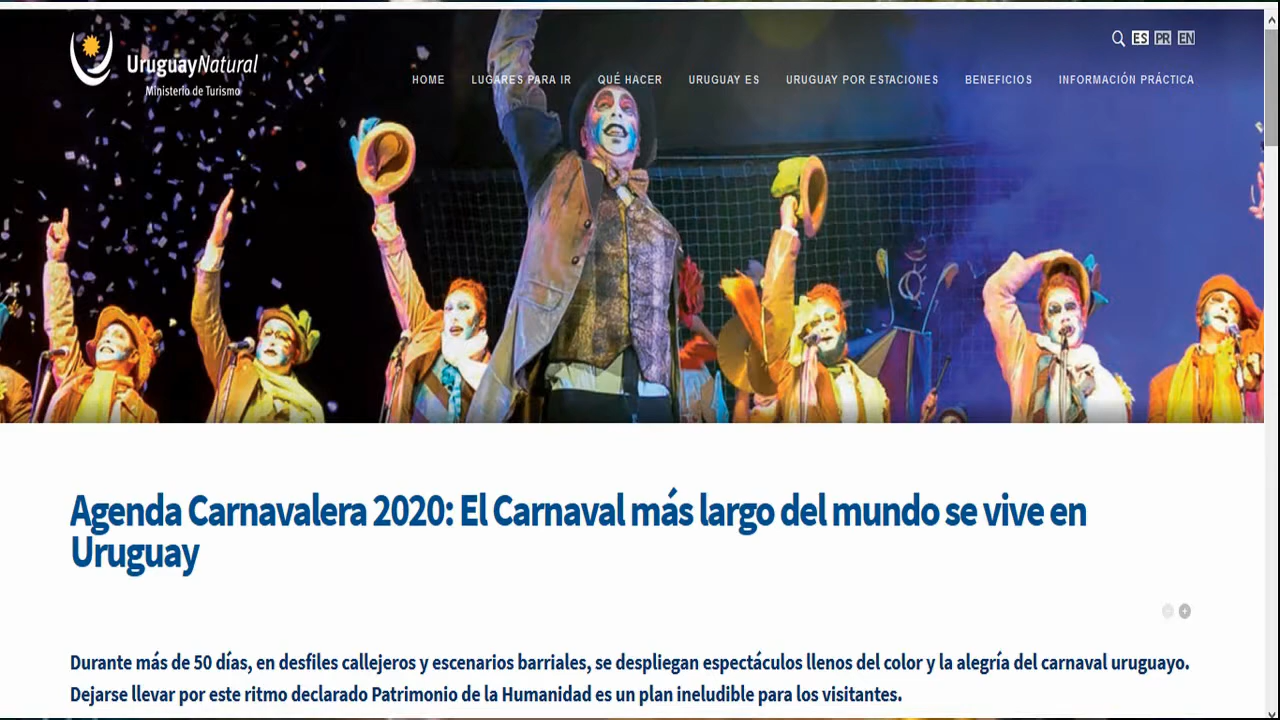 UruguayNatural
Ministerio de Turismo
ES PR EN
HOME LUGARES PARA IR QUÉ HACER URUGUAY ES URUGUAY POR ESTACIONES BENEFICIOS INFORMACIÓN PRÁCTICA
Agenda Carnavalera 2020: El Carnaval más largo del mundo se vive en
Uruguay
Durante más de 50 días, en desfiles callejeros y escenarios barriales, se despliegan espectáculos llenos del color y la alegría del carnaval uruguayo.
Dejarse llevar por este ritmo declarado Patrimonio de la Humanidad es un plan ineludible para los visitantes.